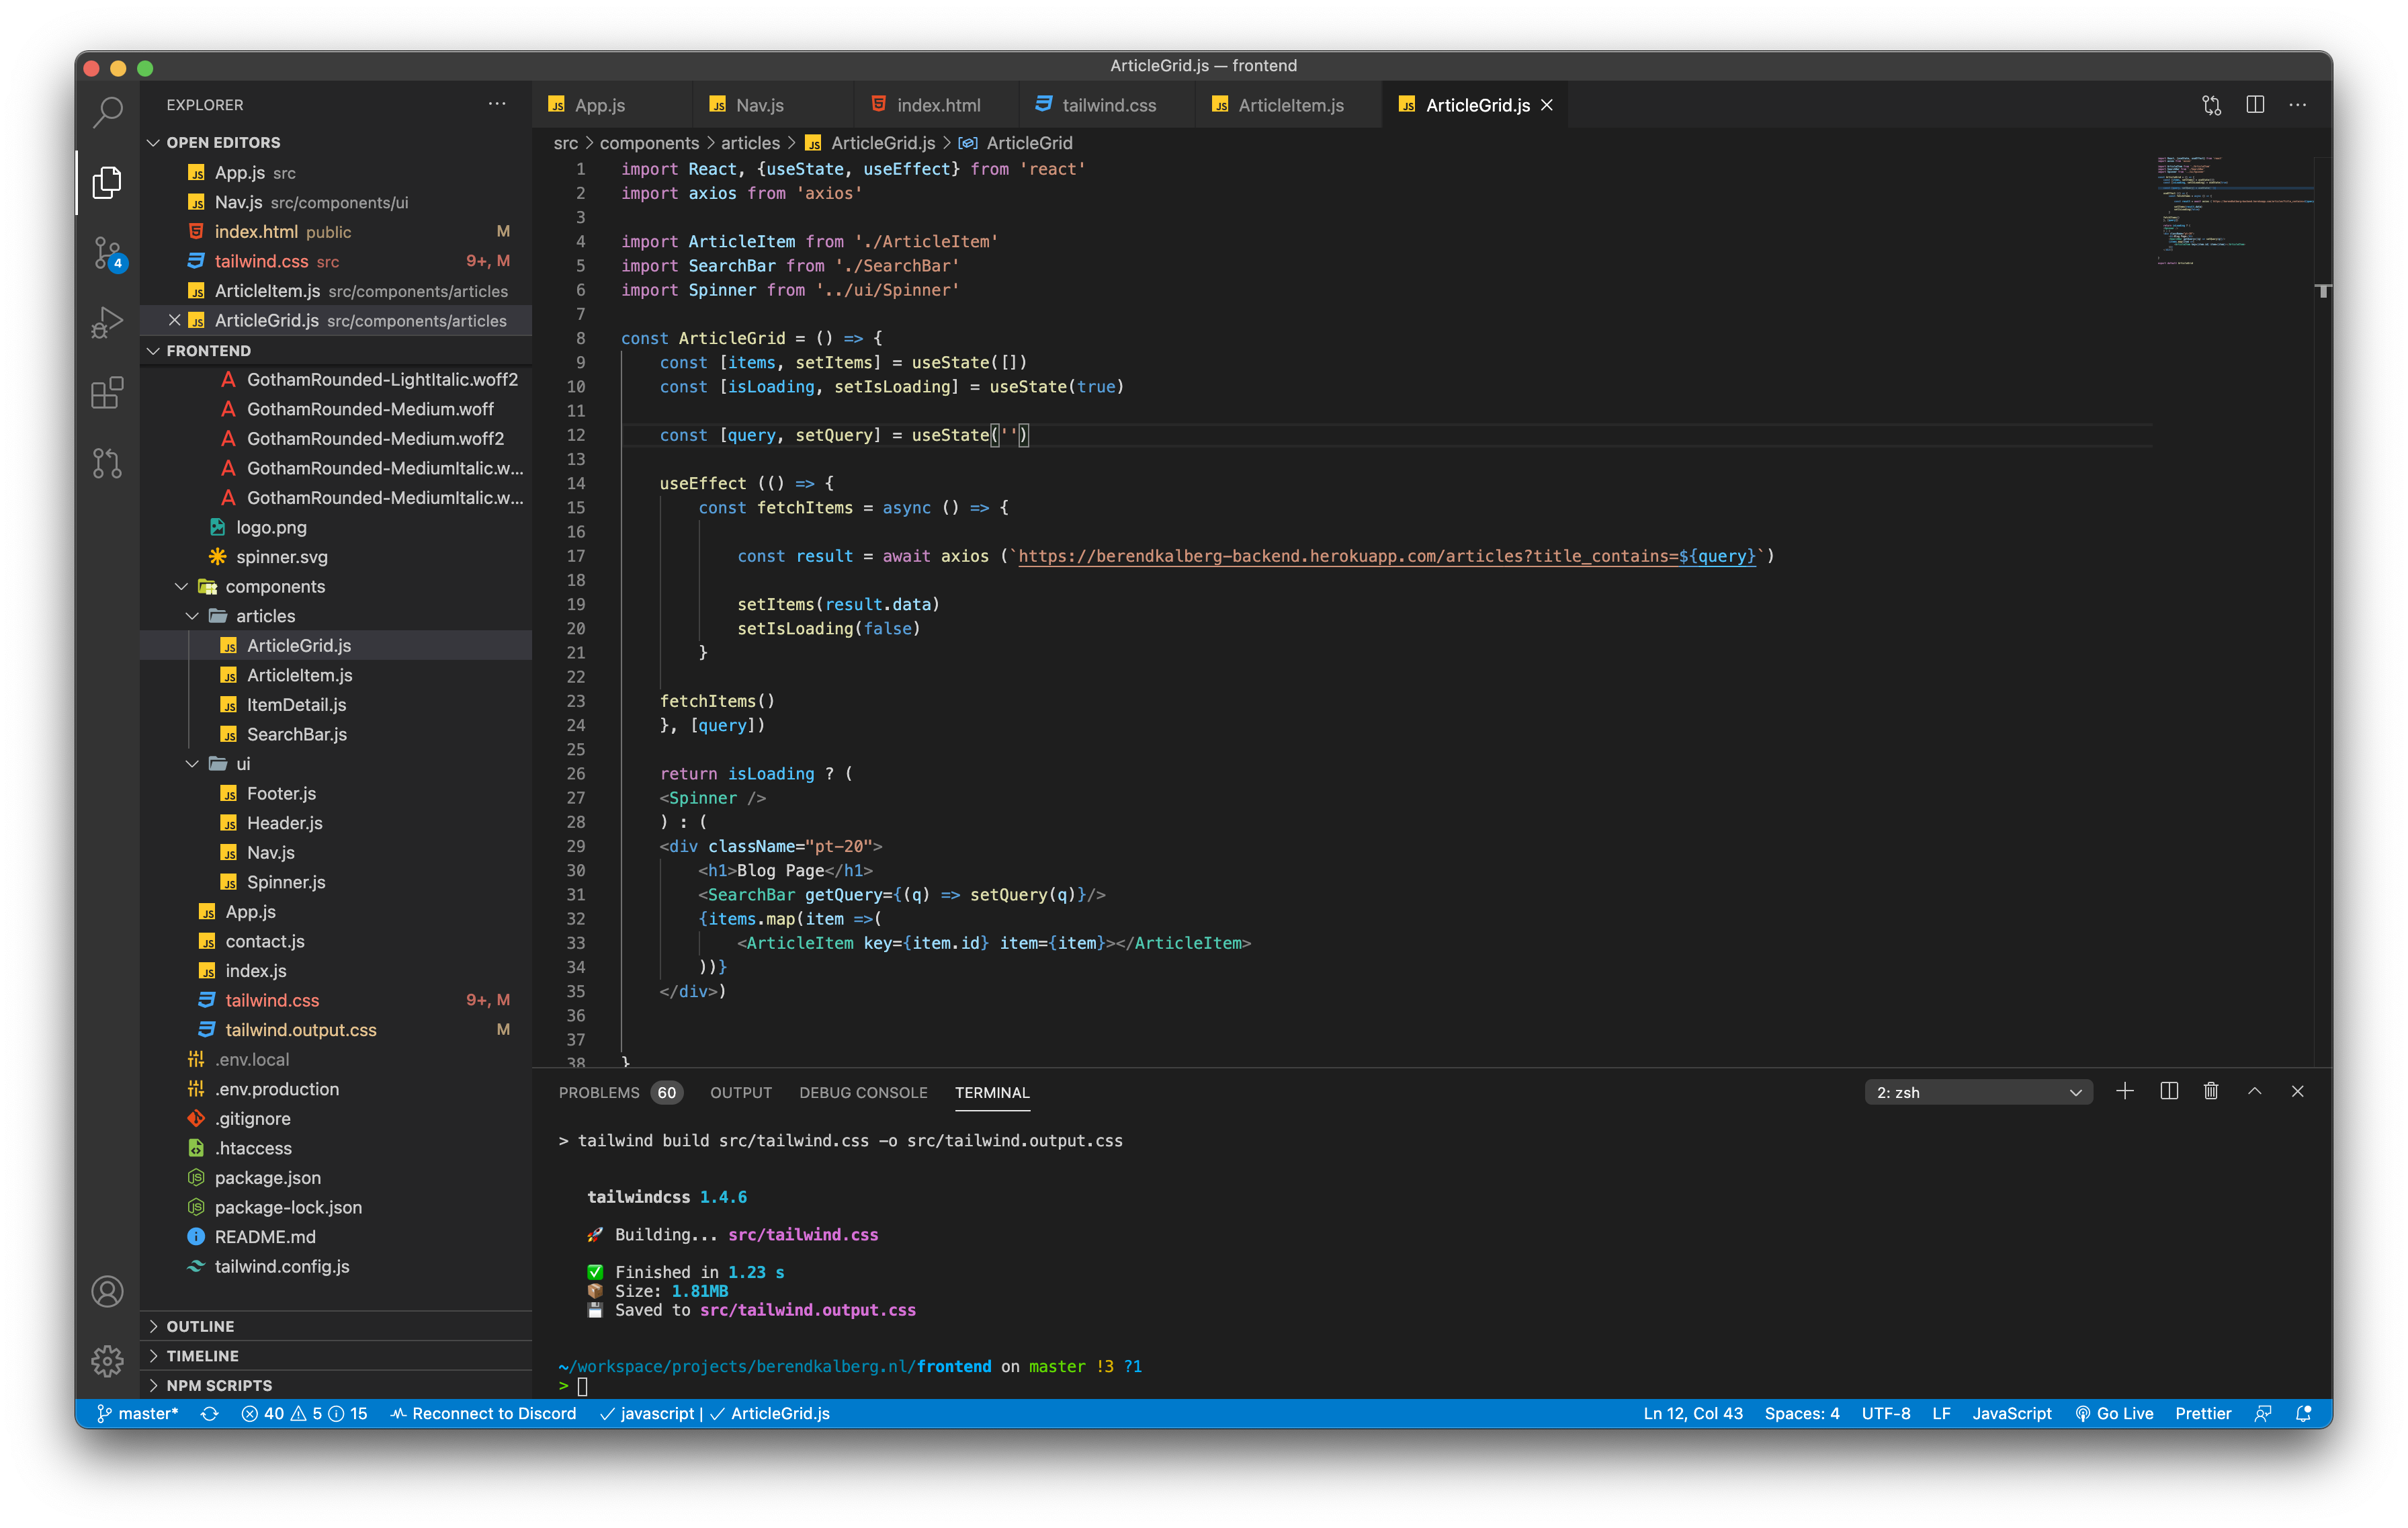 ArticleGrid.js — frontend
EXPLORER
OPEN EDITORS
App.js src
Nav.js src/components/ui
index.html public M
tailwind.css src 9+, M
ArticleItem.js src/components/articles
ArticleGrid.js src/components/articles
FRONTEND
GothamRounded-LightItalic.woff2
GothamRounded-Medium.woff
GothamRounded-Medium.woff2
GothamRounded-MediumItalic.w...
GothamRounded-MediumItalic.w...
logo.png
spinner.svg
components
articles
ArticleGrid.js
ArticleItem.js
ItemDetail.js
SearchBar.js
ui
Footer.js
Header.js
Nav.js
Spinner.js
App.js
contact.js
index.js
tailwind.css 9+, M
tailwind.output.css M
.env.local
.env.production
.gitignore
.htaccess
package.json
package-lock.json
README.md
tailwind.config.js
OUTLINE
TIMELINE
NPM SCRIPTS
4
App.js Nav.js index.html tailwind.css ArticleItem.js ArticleGrid.js
src > components > articles > ArticleGrid.js > ArticleGrid
1 import React, {useState, useEffect} from 'react'
2 import axios from 'axios'
3
4 import ArticleItem from './ArticleItem'
5 import SearchBar from './SearchBar'
6 import Spinner from '../ui/Spinner'
7
8 const ArticleGrid = () => {
9 const [items, setItems] = useState([])
10 const [isLoading, setIsLoading] = useState(true)
11
12 const [query, setQuery] = useState('')
13
14 useEffect (() => {
15 const fetchItems = async () => {
16
17 const result = await axios (`https://berendkalberg-backend.herokuapp.com/articles?title_contains=${query}`)
18
19 setItems(result.data)
20 setIsLoading(false)
21 }
22
23 fetchItems()
24 }, [query])
25
26 return isLoading ? (
27 <Spinner />
28 ) : (
29 <div className="pt-20">
30 <h1>Blog Page</h1>
31 <SearchBar getQuery={(q) => setQuery(q)}/>
32 {items.map(item =>(
33 <ArticleItem key={item.id} item={item}></ArticleItem>
34 ))}
35 </div>)
36
37
38 }
PROBLEMS 60 OUTPUT DEBUG CONSOLE TERMINAL 2: zsh
> tailwind build src/tailwind.css -o src/tailwind.output.css
tailwindcss 1.4.6
🚀 Building... src/tailwind.css
✅ Finished in 1.23 s
📦 Size: 1.81MB
💾 Saved to src/tailwind.output.css
~/workspace/projects/berendkalberg.nl/frontend on master !3 ?1
>
master* 40 5 15 Reconnect to Discord ✓ javascript | ✓ ArticleGrid.js Ln 12, Col 43 Spaces: 4 UTF-8 LF JavaScript Go Live Prettier